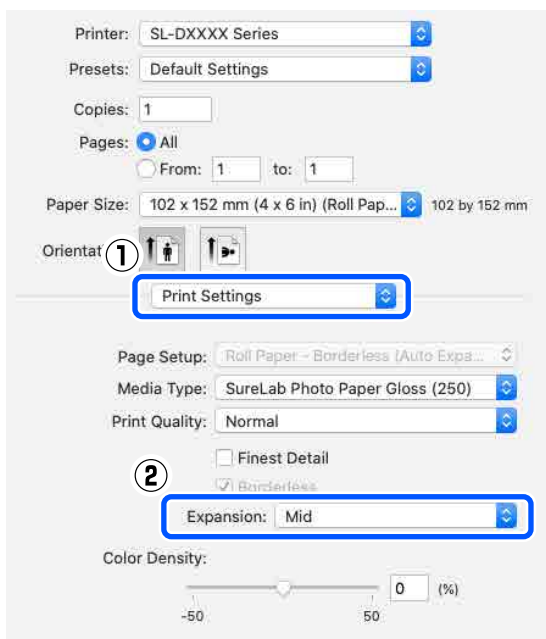 Printer: SL-DXXXX Series
Presets: Default Settings
Copies: 1
Pages: All
From: 1 to: 1
Paper Size: 102 x 152 mm (4 x 6 in) (Roll Pap... 102 by 152 mm
Orientat
①
Print Settings
Page Setup: Roll Paper - Borderless (Auto Expa...
Media Type: SureLab Photo Paper Gloss (250)
Print Quality: Normal
Finest Detail
②
Borderless
Expansion: Mid
Color Density:
0 (%)
-50 50